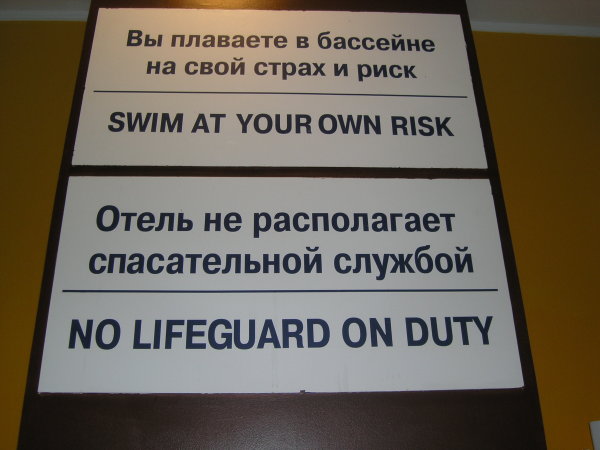 Вы плаваете в бассейне
на свой страх и риск
SWIM AT YOUR OWN RISK
Отель не располагает
спасательной службой
NO LIFEGUARD ON DUTY